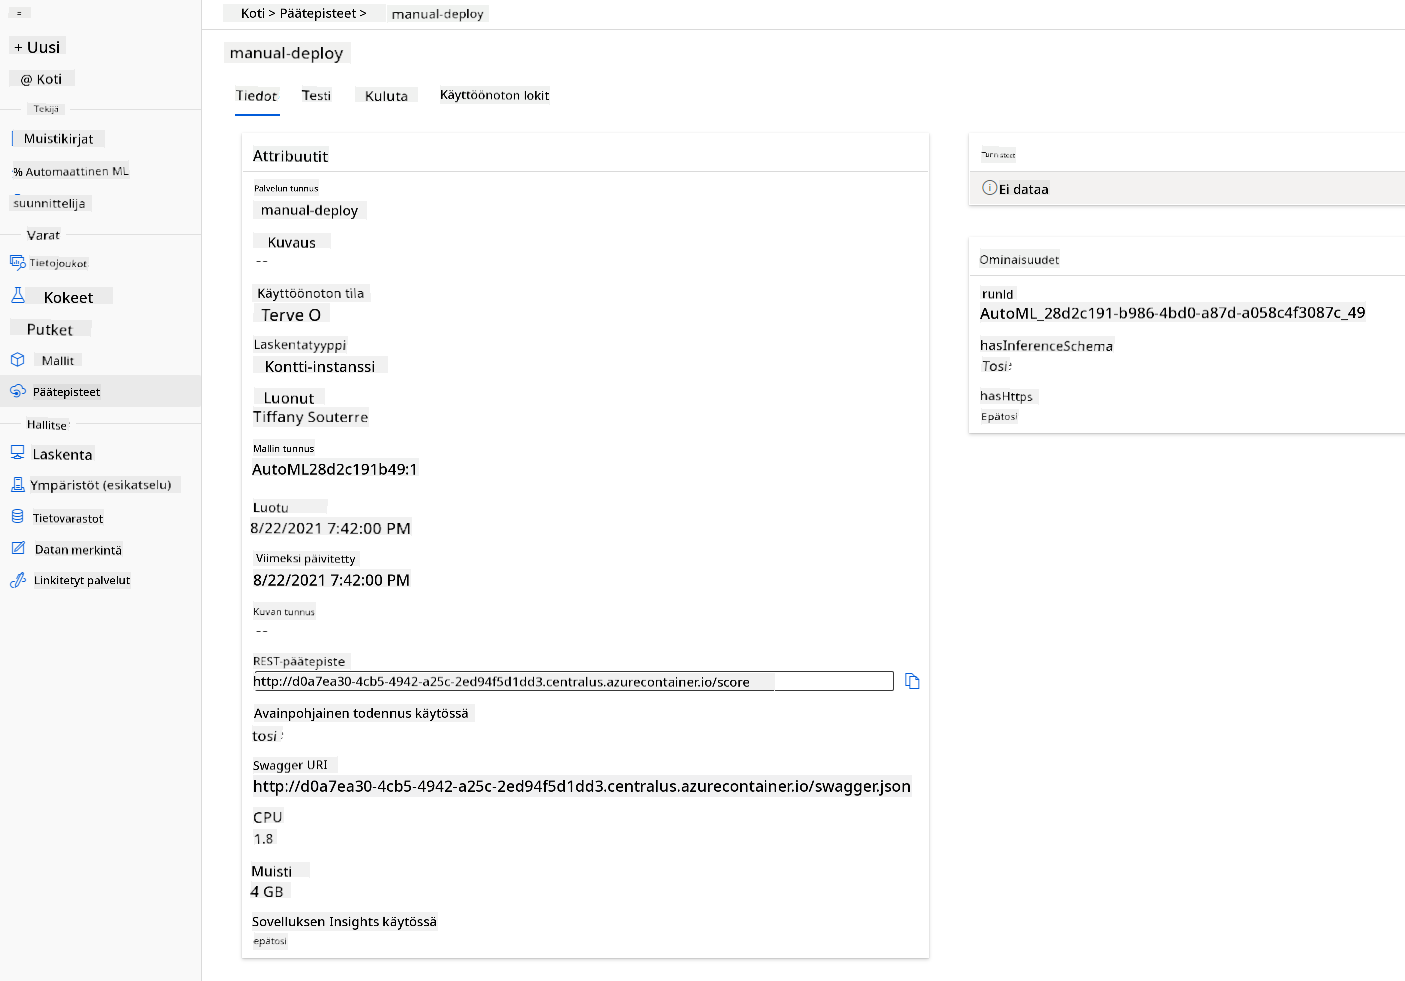 + Uusi
@ Koti
Tekijä
Muistikirjat
% Automaattinen ML
suunnittelija
Varat
Tietojoukot
Kokeet
Putket
Mallit
Päätepisteet
Hallitse
Laskenta
Ympäristöt (esikatselu)
Tietovarastot
Datan merkintä
Linkitetyt palvelut
Koti > Päätepisteet > manual-deploy
manual-deploy
Tiedot Testi Kuluta Käyttöönoton lokit
Attribuutit
Palvelun tunnus
manual-deploy
Kuvaus
--
Käyttöönoton tila
Terve O
Laskentatyyppi
Kontti-instanssi
Luonut
Tiffany Souterre
Mallin tunnus
AutoML28d2c191b49:1
Luotu
8/22/2021 7:42:00 PM
Viimeksi päivitetty
8/22/2021 7:42:00 PM
Kuvan tunnus
--
REST-päätepiste
http://d0a7ea30-4cb5-4942-a25c-2ed94f5d1dd3.centralus.azurecontainer.io/score
Avainpohjainen todennus käytössä
tosi
Swagger URI
http://d0a7ea30-4cb5-4942-a25c-2ed94f5d1dd3.centralus.azurecontainer.io/swagger.json
CPU
1.8
Muisti
4 GB
Sovelluksen Insights käytössä
epätosi
Tunnisteet
Ei dataa
Ominaisuudet
runId
AutoML_28d2c191-b986-4bd0-a87d-a058c4f3087c_49
hasInferenceSchema
Tosi
hasHttps
Epätosi